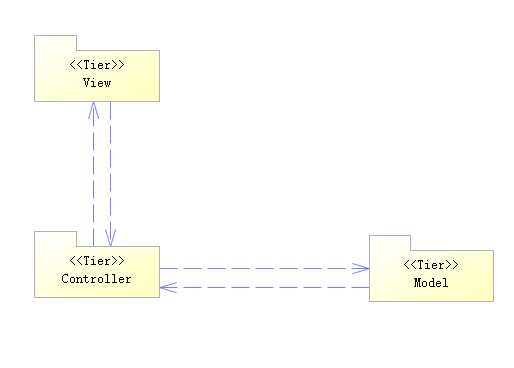 <<Tier>>
View
<<Tier>>
Controller
<<Tier>>
Model